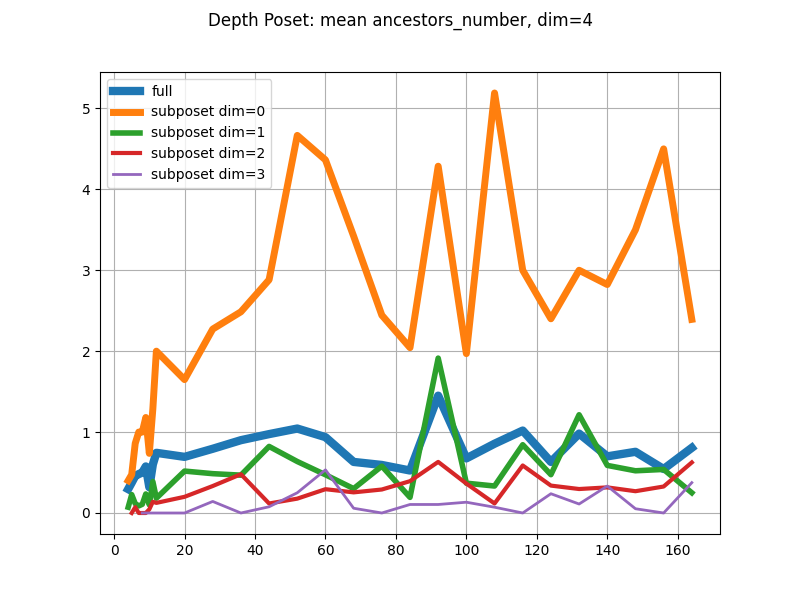 Depth Poset: mean ancestors_number, dim=4
full
subposet dim=0
subposet dim=1
subposet dim=2
subposet dim=3
5
4
3
2
1
0
0 20 40 60 80 100 120 140 160